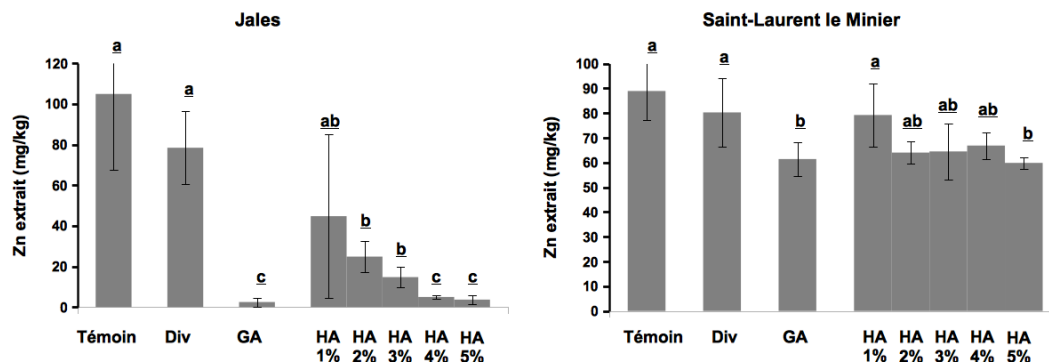 Jales
Zn extrait (mg/kg)
120
100
80
60
40
20
0
a
a
c
ab
b
b
c
c
Témoin
Div
GA
HA 1%
HA 2%
HA 3%
HA 4%
HA 5%
Saint-Laurent le Minier
Zn extrait (mg/kg)
100
90
80
70
60
50
40
30
20
10
0
a
a
b
a
ab
ab
ab
b
Témoin
Div
GA
HA 1%
HA 2%
HA 3%
HA 4%
HA 5%